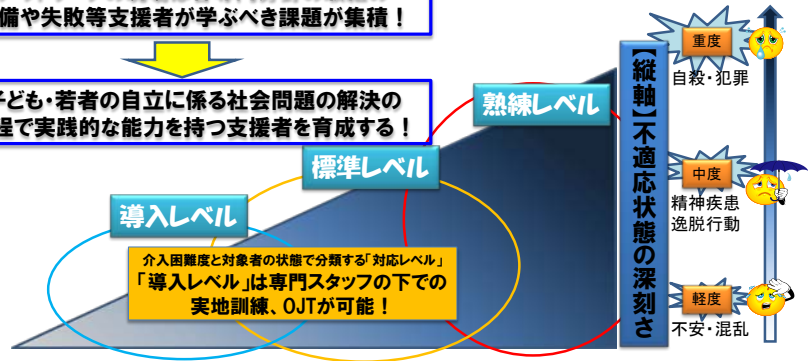 備や失敗等支援者が学ぶべき課題が集積！
子ども・若者の自立に係る社会問題の解決の
程で実践的な能力を持つ支援者を育成する！
熟練レベル
標準レベル
導入レベル
介入困難度と対象者の状態で分類する「対応レベル」
「導入レベル」は専門スタッフの下での
実地訓練、OJTが可能！
【縦軸】不適応状態の深刻さ
重度
自殺・犯罪
中度
精神疾患
逸脱行動
軽度
不安・混乱